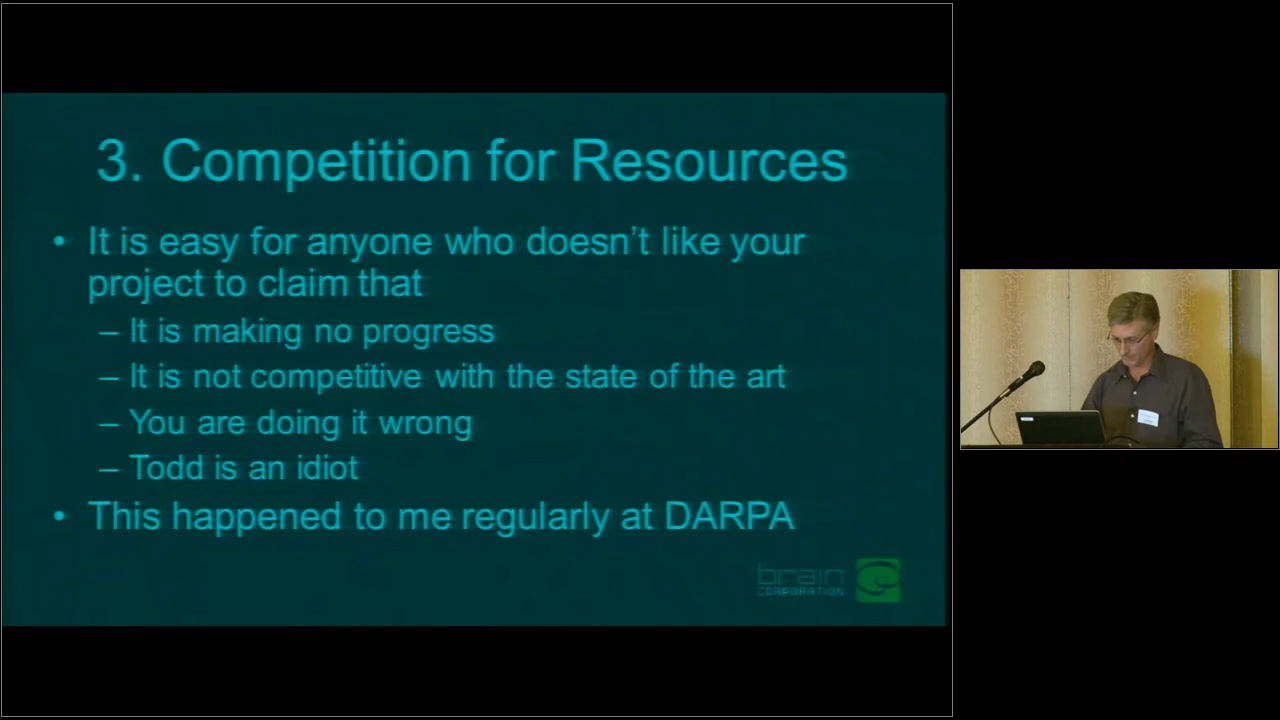 3. Competition for Resources
• It is easy for anyone who doesn't like your
project to claim that
– It is making no progress
– It is not competitive with the state of the art
– You are doing it wrong
– Todd is an idiot
• This happened to me regularly at DARPA
brain
CORPORATION